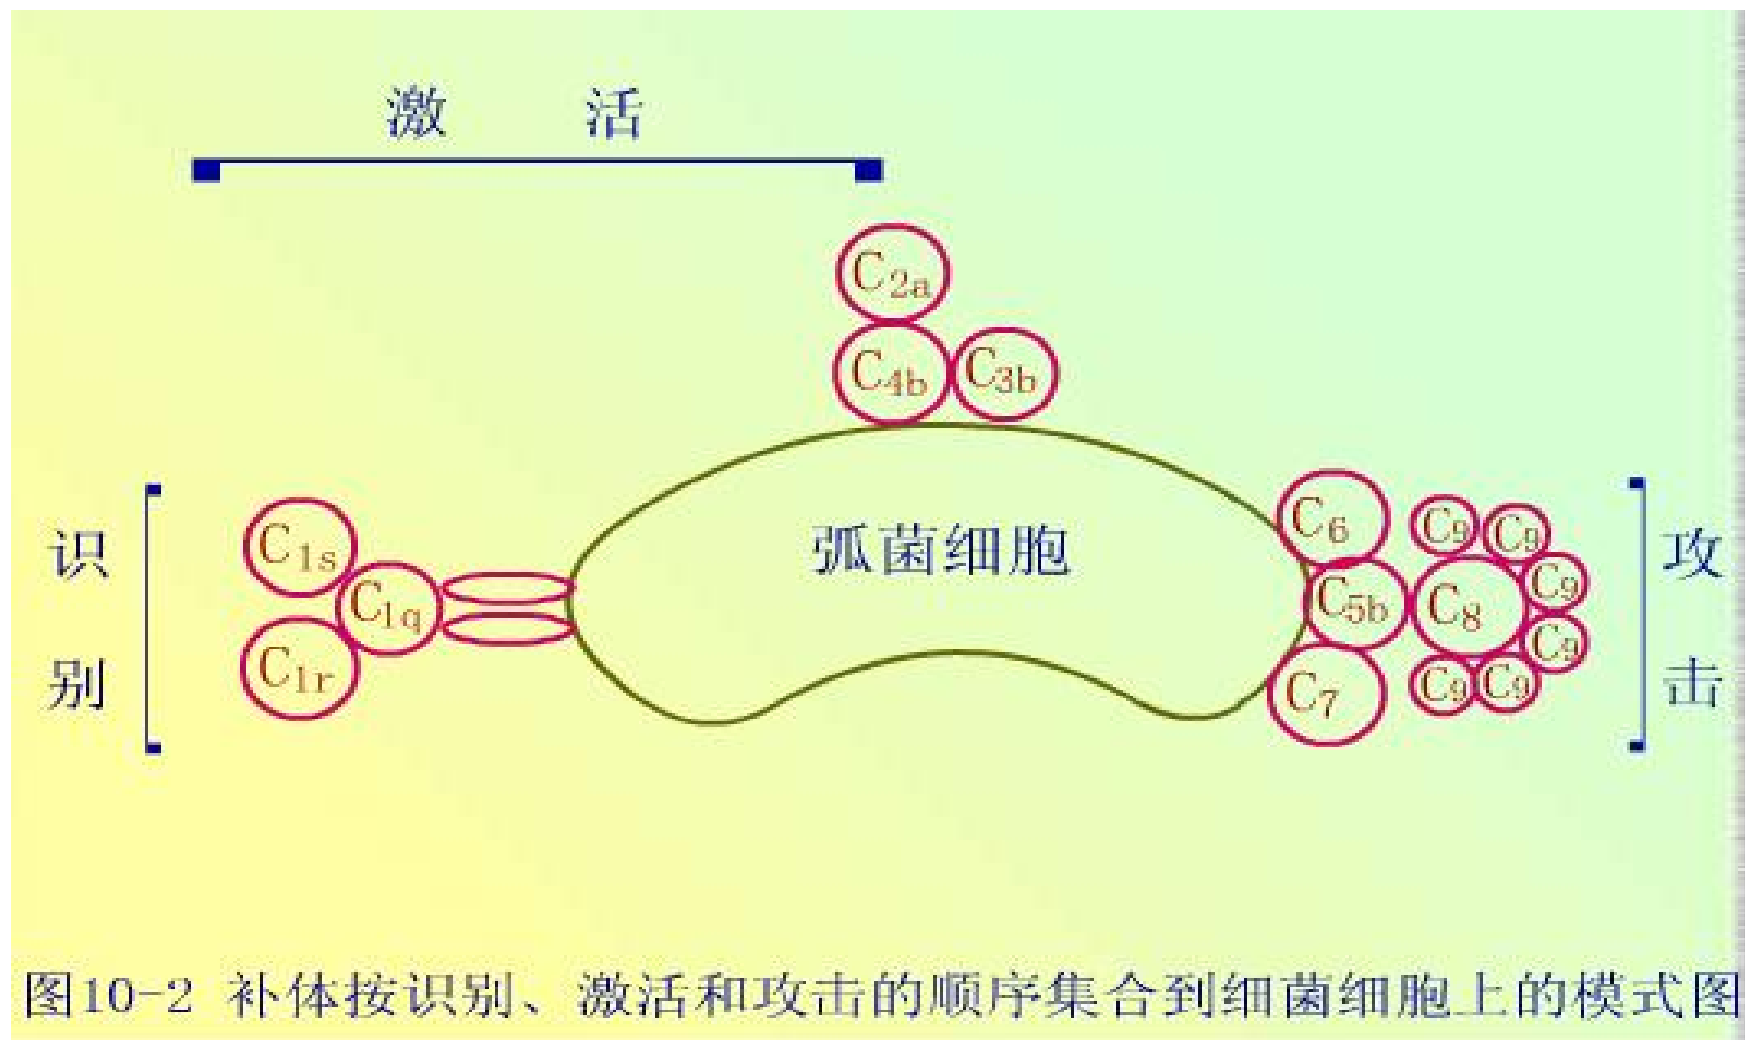 激 活
C2a
C4b C3b
识别
C1s
C1q
C1r
弧菌细胞
C6
C5b
C7
C8
C9
C9
C9
C9
C9
C9
攻击
图10-2 补体按识别、激活和攻击的顺序集合到细菌细胞上的模式图